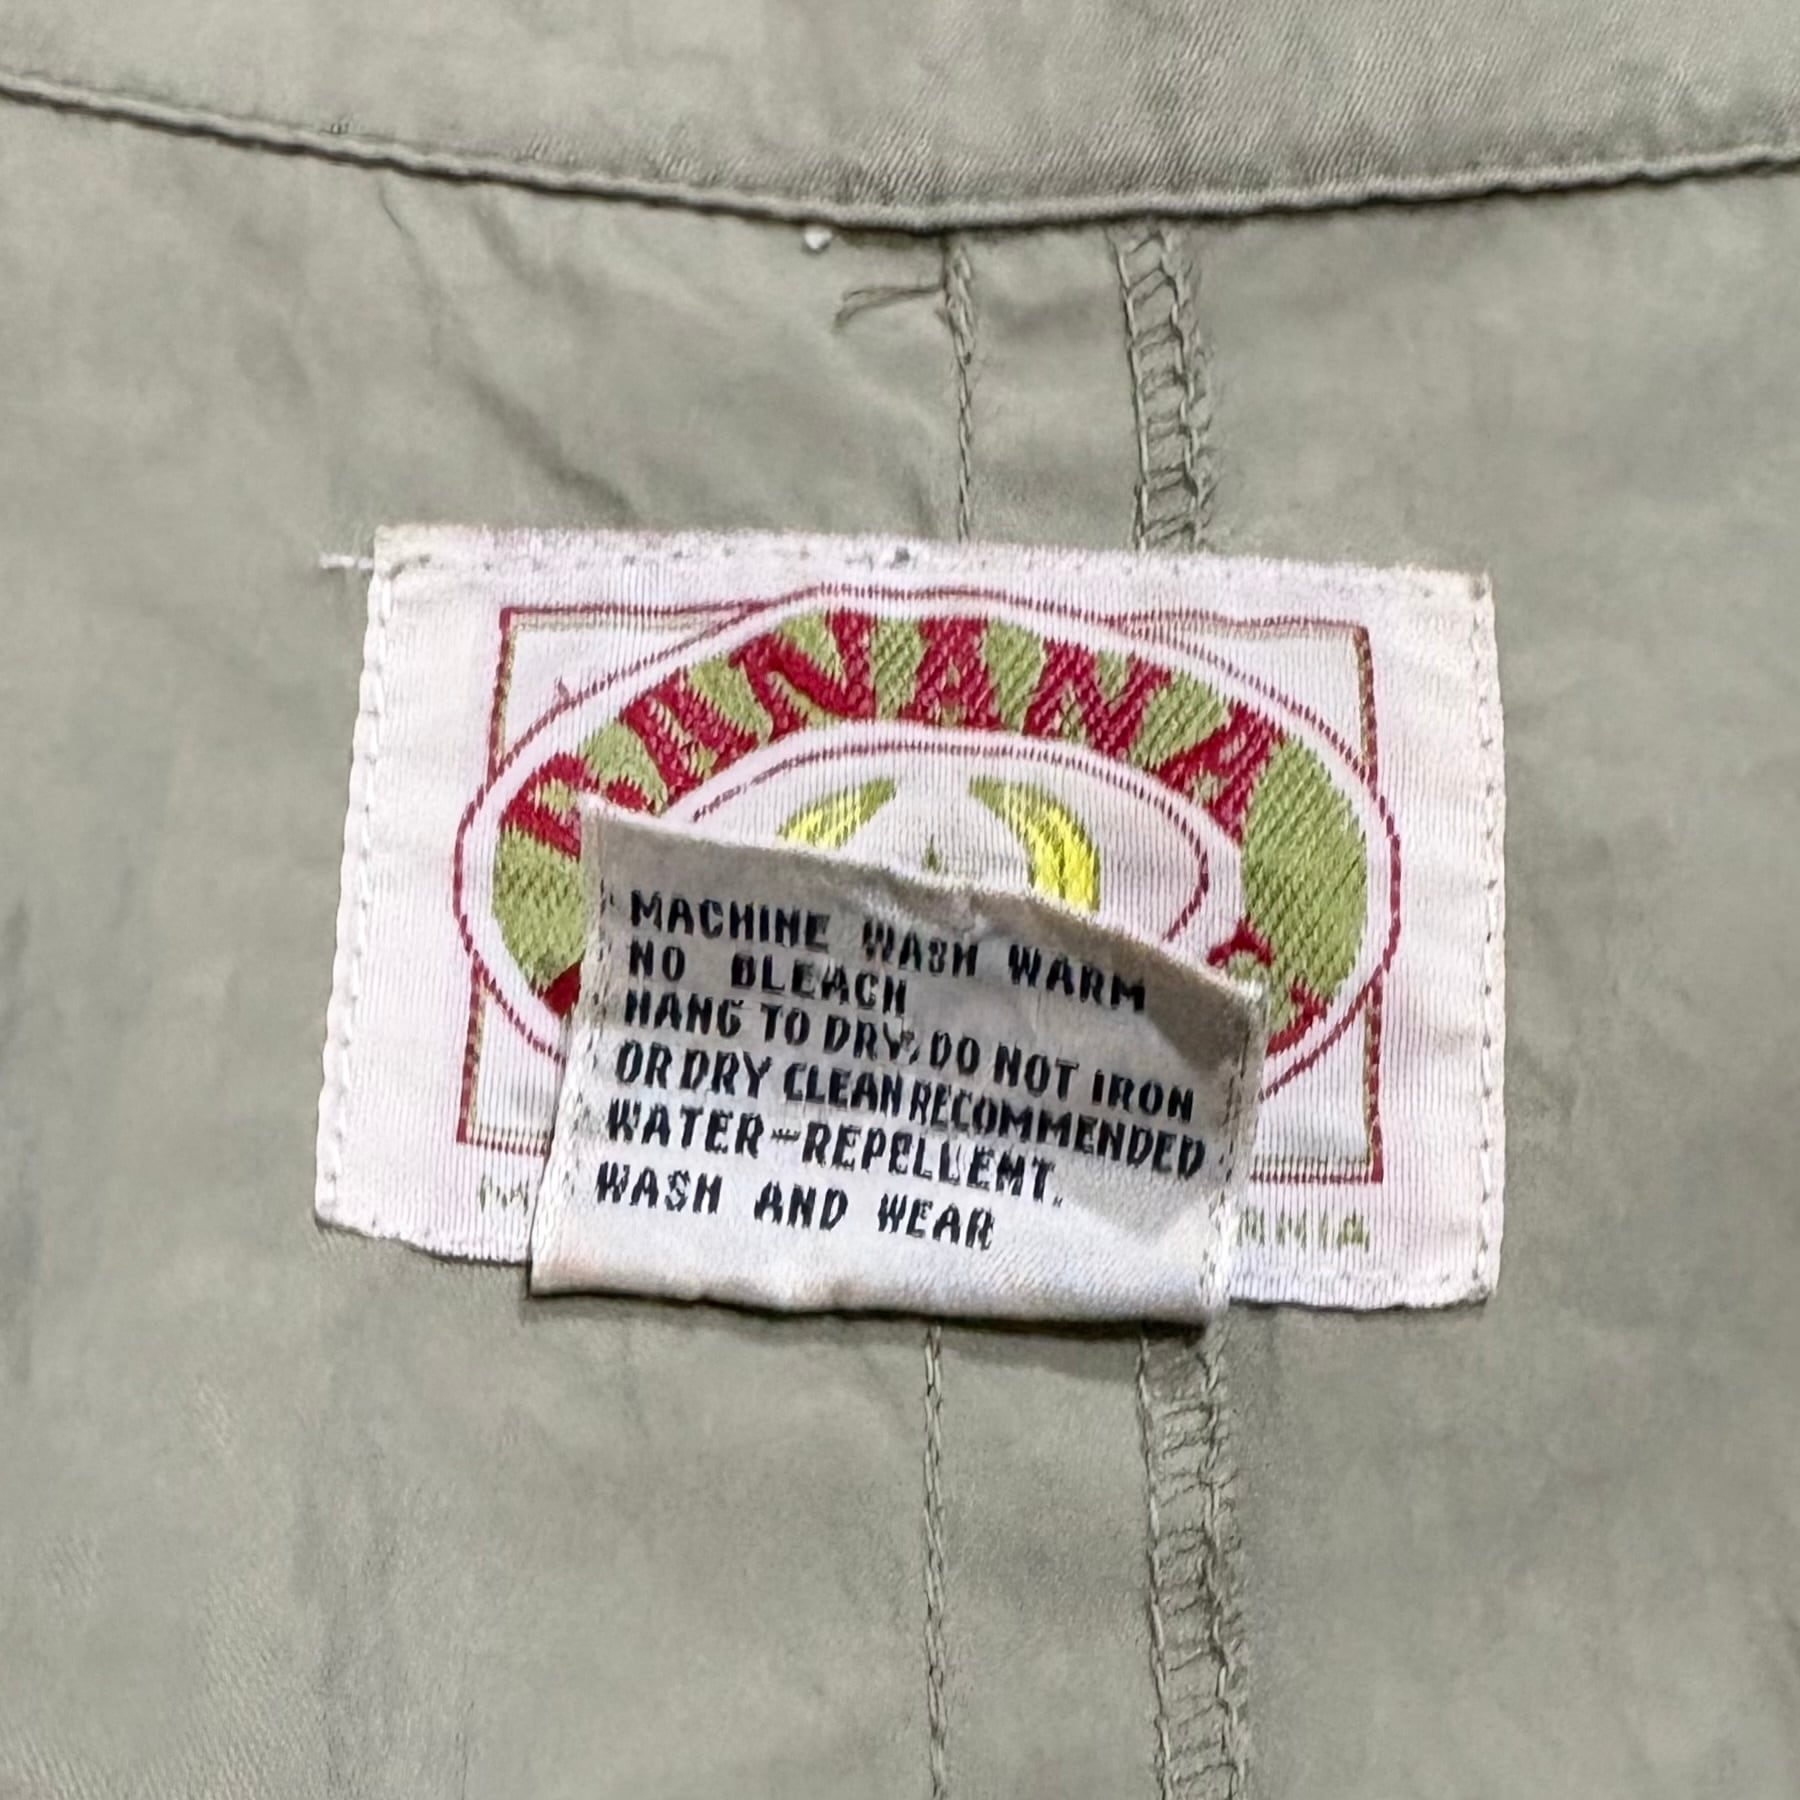 BANANA
MACHINE WASH WARM
NO BLEACH
HANG TO DRY, DO NOT IRON
OR DRY CLEAN RECOMMENDED
WATER-REPELLENT.
WASH AND WEAR